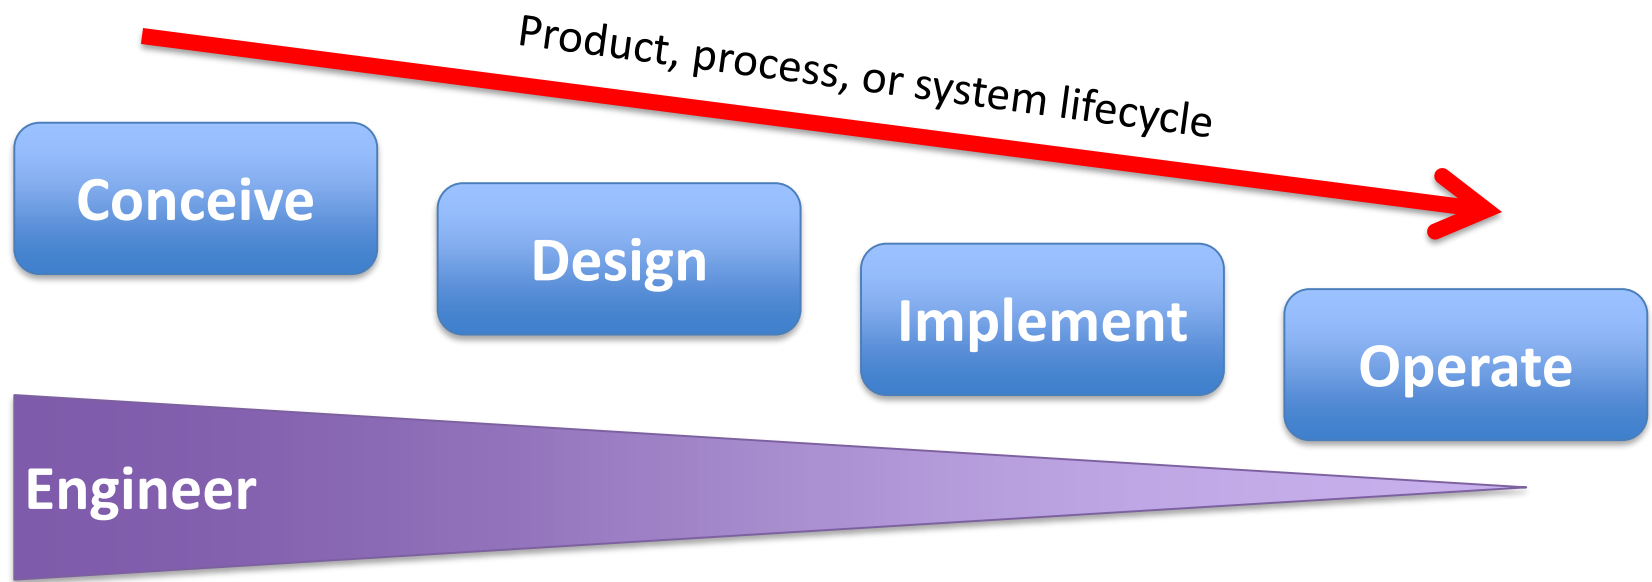 Product, process, or system lifecycle
Conceive
Design
Implement
Operate
Engineer